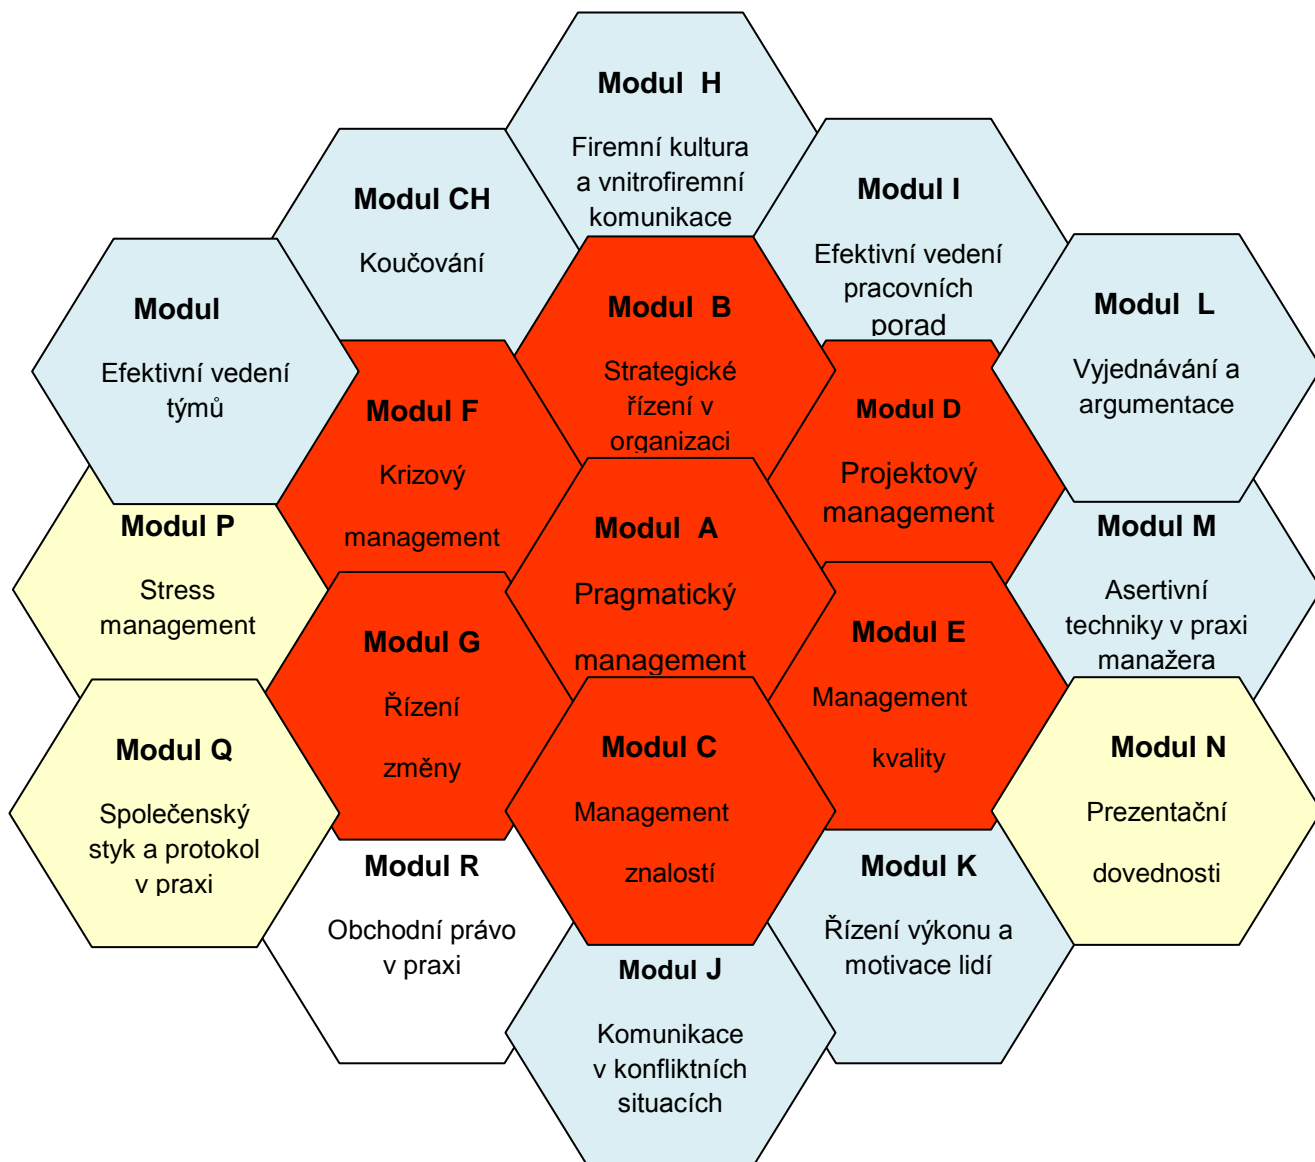 Modul H
Firemní kultura
a vnitrofiremní
komunikace
Modul CH
Koučování
Modul I
Efektivní vedení
pracovních
porad
Modul
Efektivní vedení
týmů
Modul B
Strategické
řízení v
organizaci
Modul L
Vyjednávání a
argumentace
Modul F
Krizový
management
Modul D
Projektový
management
Modul P
Stress
management
Modul A
Pragmatický
management
Modul M
Asertivní
techniky v praxi
manažera
Modul G
Řízení
změny
Modul E
Management
kvality
Modul Q
Společenský
styk a protokol
v praxi
Modul C
Management
znalostí
Modul N
Prezentační
dovednosti
Modul R
Obchodní právo
v praxi
Modul K
Řízení výkonu a
motivace lidí
Modul J
Komunikace
v konfliktních
situacích